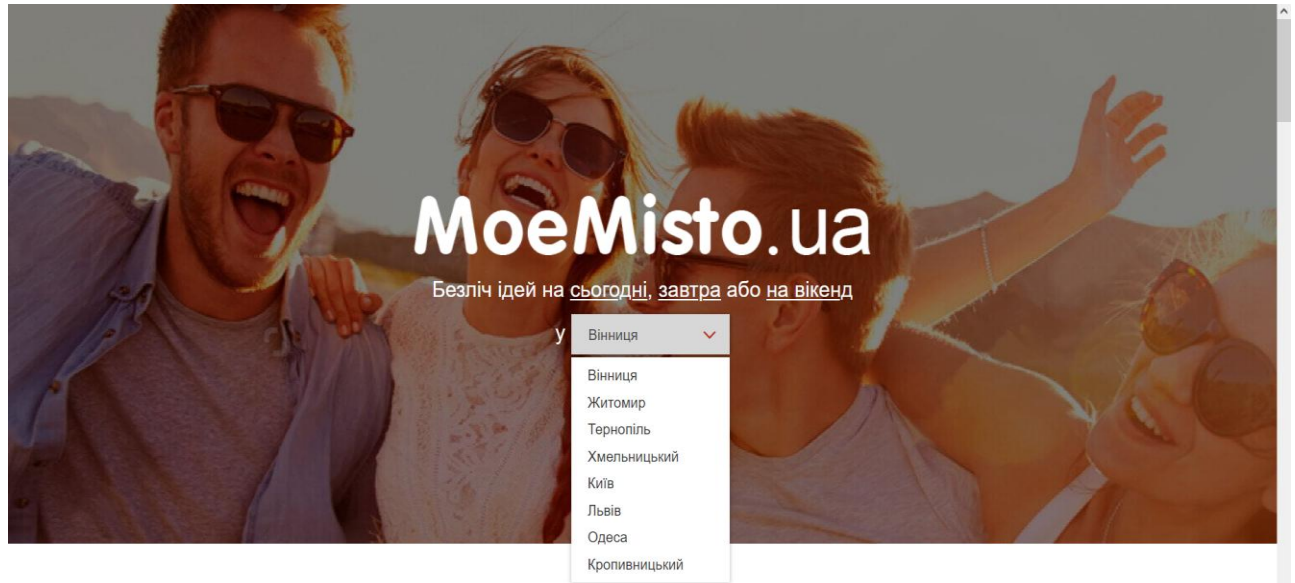 MoeMisto.ua
Безліч ідей на сьогодні, завтра або на вікенд
у Вінниця
Вінниця
Житомир
Тернопіль
Хмельницький
Київ
Львів
Одеса
Кропивницький